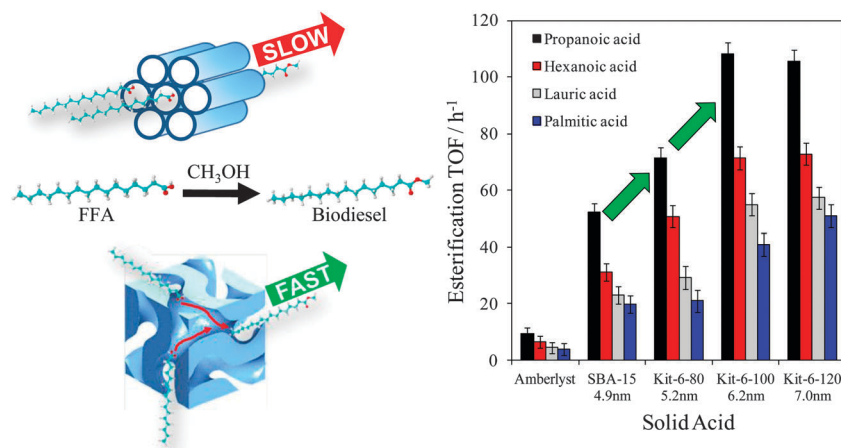 SLOW
CH3OH
FFA
Biodiesel
FAST
Esterification TOF / h-1
120
100
80
60
40
20
0
Propanoic acid
Hexanoic acid
Lauric acid
Palmitic acid
Amberlyst
SBA-15
4.9nm
Kit-6-80
5.2nm
Kit-6-100
6.2nm
Kit-6-120
7.0nm
Solid Acid